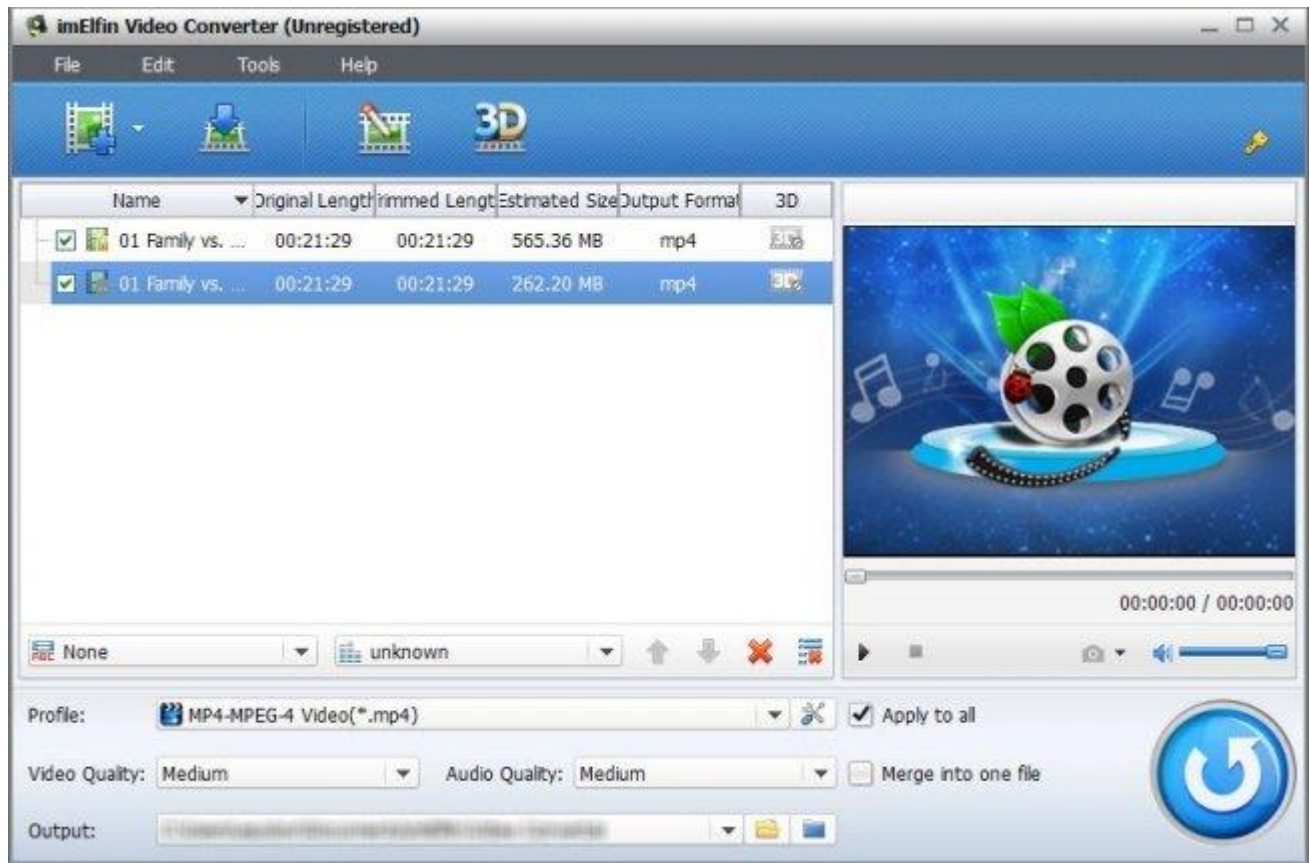 imElfin Video Converter (Unregistered)
File Edit Tools Help
3D
Name Original Length Trimmed Lengt Estimated Size Output Format 3D
01 Family vs. ... 00:21:29 00:21:29 565.36 MB mp4 3D
01 Family vs. ... 00:21:29 00:21:29 262.20 MB mp4 3D
00:00:00 / 00:00:00
None unknown
Profile: MP4-MPEG-4 Video(*.mp4) Apply to all
Video Quality: Medium Audio Quality: Medium Merge into one file
Output: